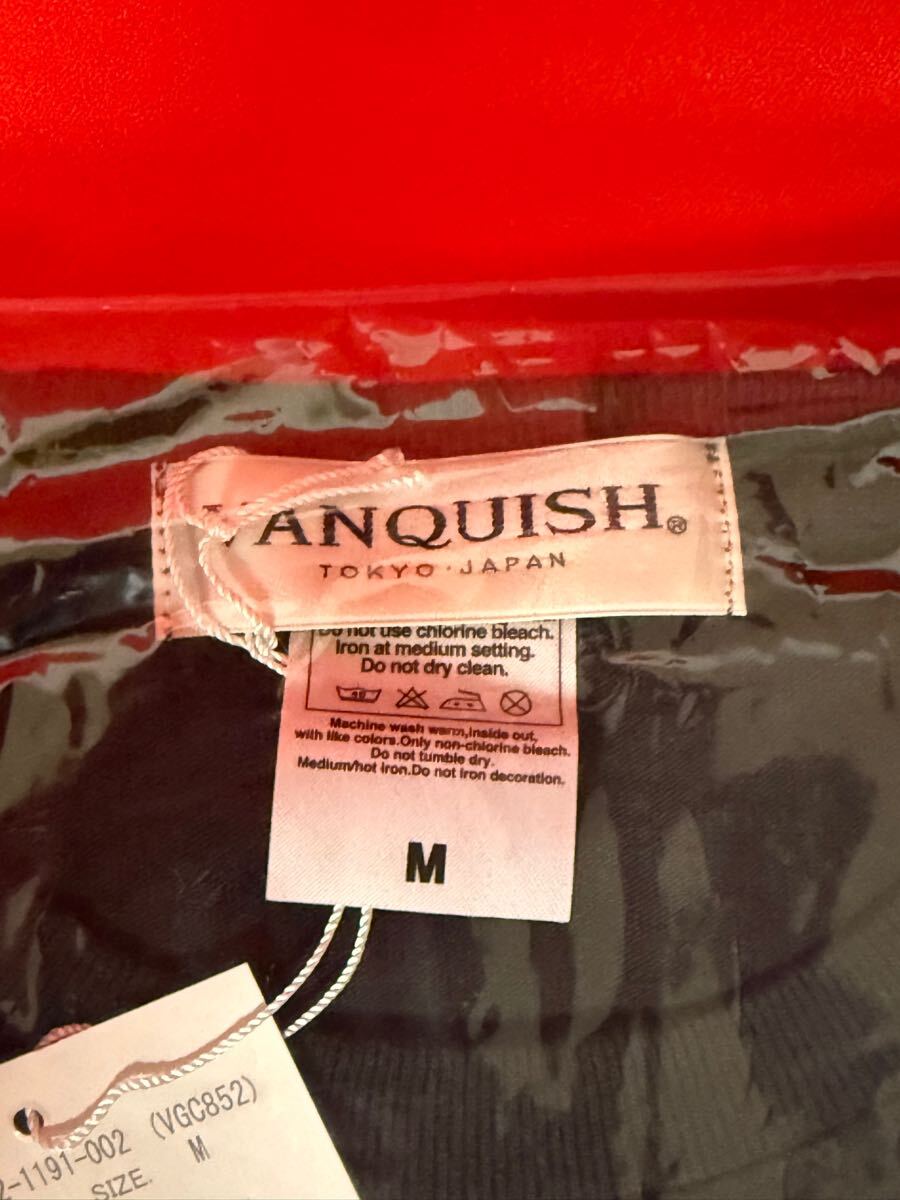 VANQUISH®
TOKYO · JAPAN
Do not use chlorine bleach.
Iron at medium setting.
Do not dry clean.
40
Machine wash warm,inside out,
with like colors.Only non-chlorine bleach.
Do not tumble dry.
Medium/hot iron.Do not iron decoration.
M
2-1191-002 (VGC852)
SIZE. M